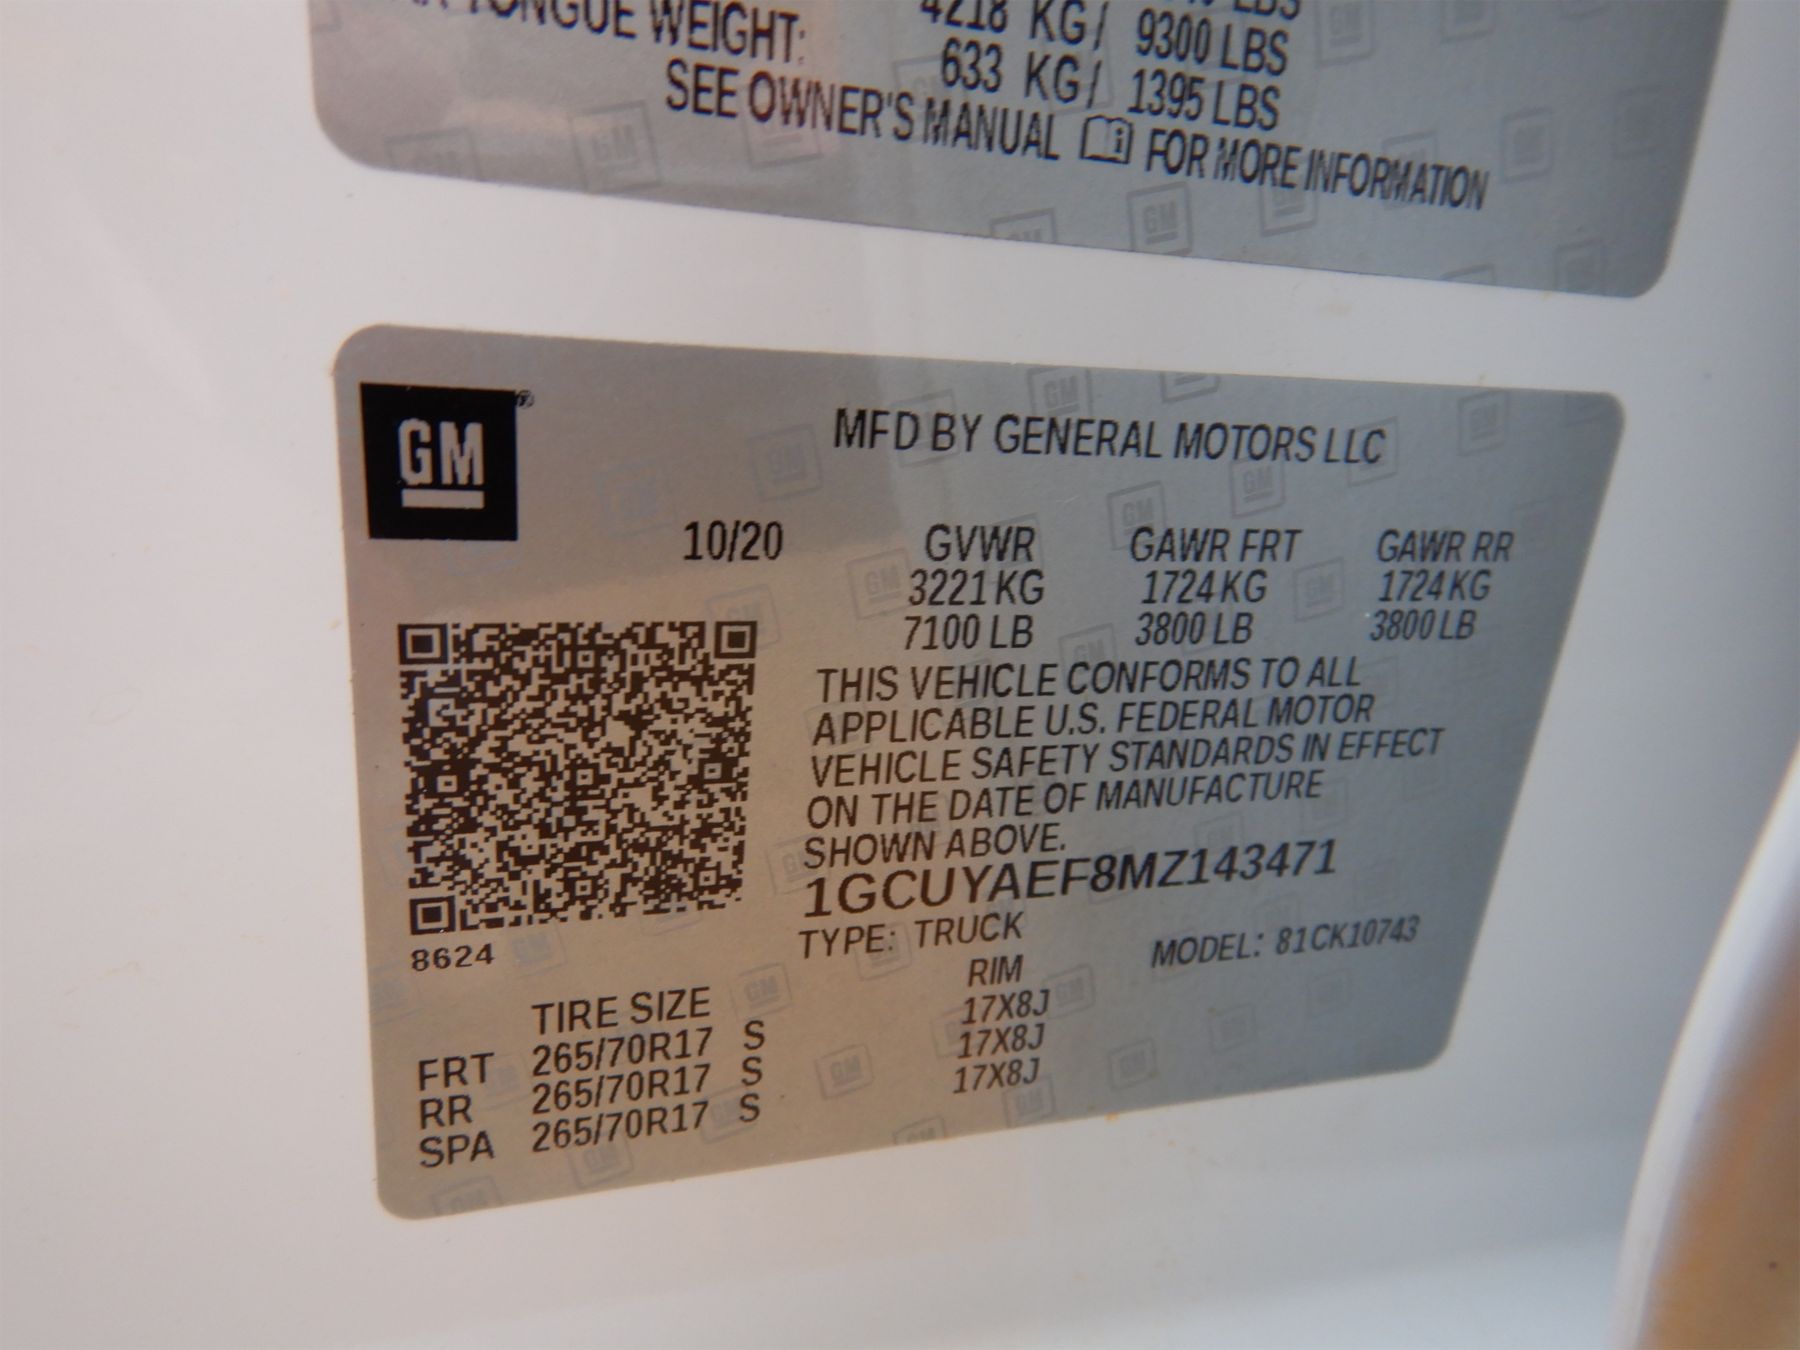 TONGUE WEIGHT:
4218 KG / 9300 LBS
633 KG / 1395 LBS
SEE OWNER'S MANUAL FOR MORE INFORMATION
GM
MFD BY GENERAL MOTORS LLC
10/20 GVWR GAWR FRT GAWR RR
3221 KG 1724 KG 1724 KG
7100 LB 3800 LB 3800 LB
THIS VEHICLE CONFORMS TO ALL
APPLICABLE U.S. FEDERAL MOTOR
VEHICLE SAFETY STANDARDS IN EFFECT
ON THE DATE OF MANUFACTURE
SHOWN ABOVE.
1GCUYAEF8MZ143471
TYPE: TRUCK MODEL: 81CK10743
8624
TIRE SIZE RIM
FRT 265/70R17 S 17X8J
RR 265/70R17 S 17X8J
SPA 265/70R17 S 17X8J